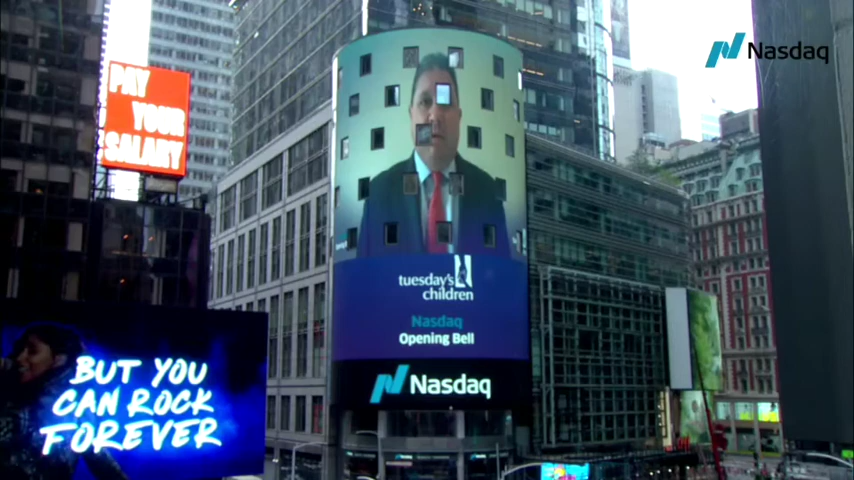 Nasdaq
PAY
YOUR
SALARY
tuesday's
children
Nasdaq
Opening Bell
Nasdaq
BUT YOU
CAN ROCK
FOREVER